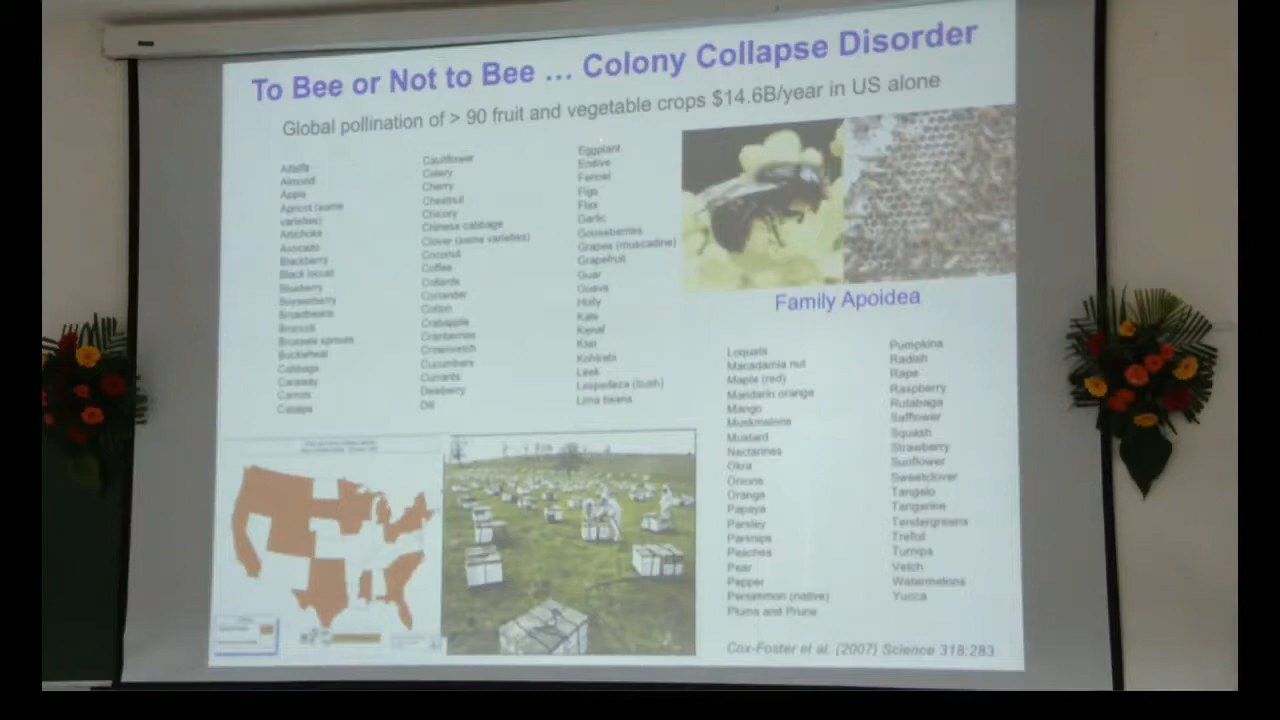 To Bee or Not to Bee ... Colony Collapse Disorder
Global pollination of > 90 fruit and vegetable crops $14.6B/year in US alone
Alfalfa
Almond
Apple
Apricot (some
varieties)
Artichoke
Avocado
Blackberry
Black locust
Blueberry
Boysenberry
Broadbeans
Broccoli
Brussels sprouts
Buckwheat
Cabbage
Caraway
Carrots
Catalpa
Cauliflower
Celery
Cherry
Chestnut
Chicory
Chinese cabbage
Clover (some varieties)
Coconut
Coffee
Collards
Coriander
Cotton
Crabapple
Cranberries
Crownvetch
Cucumbers
Currants
Dewberry
Dill
Eggplant
Endive
Fennel
Figs
Flax
Garlic
Gooseberries
Grapes (muscadine)
Grapefruit
Guar
Guava
Holly
Kale
Kenaf
Kiwi
Kohlrabi
Leek
Lespedeza (bush)
Lima beans
Family Apoidea
Loquats
Macadamia nut
Maple (red)
Mandarin orange
Mango
Muskmelons
Mustard
Nectarines
Okra
Onions
Orange
Papaya
Parsley
Parsnips
Peaches
Pear
Pepper
Persimmon (native)
Plums and Prune
Pumpkins
Radish
Rape
Raspberry
Rutabaga
Safflower
Squash
Strawberry
Sunflower
Sweetclover
Tangelo
Tangerine
Tendergreens
Trefoil
Turnips
Vetch
Watermelons
Yucca
Cox-Foster et al. (2007) Science 318:283